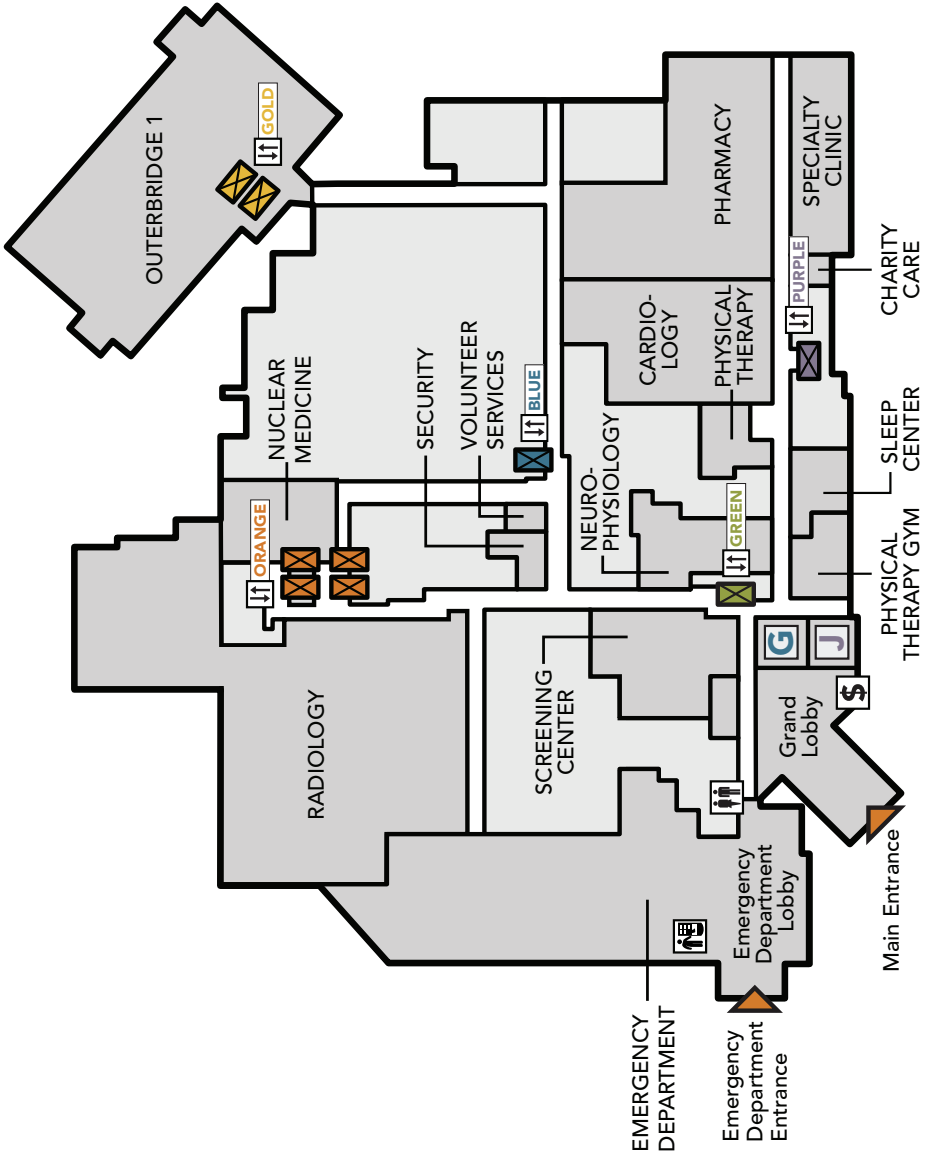 OUTERBRIDGE 1
GOLD
NUCLEAR
MEDICINE
ORANGE
SECURITY
VOLUNTEER
SERVICES
BLUE
RADIOLOGY
PHARMACY
SPECIALTY
CLINIC
CARDIO-
LOGY
PHYSICAL
THERAPY
PURPLE
CHARITY
CARE
NEURO-
PHYSIOLOGY
GREEN
SLEEP
CENTER
PHYSICAL
THERAPY GYM
SCREENING
CENTER
G
J
$
Grand
Lobby
Main Entrance
Emergency
Department
Lobby
EMERGENCY
DEPARTMENT
Emergency
Department
Entrance